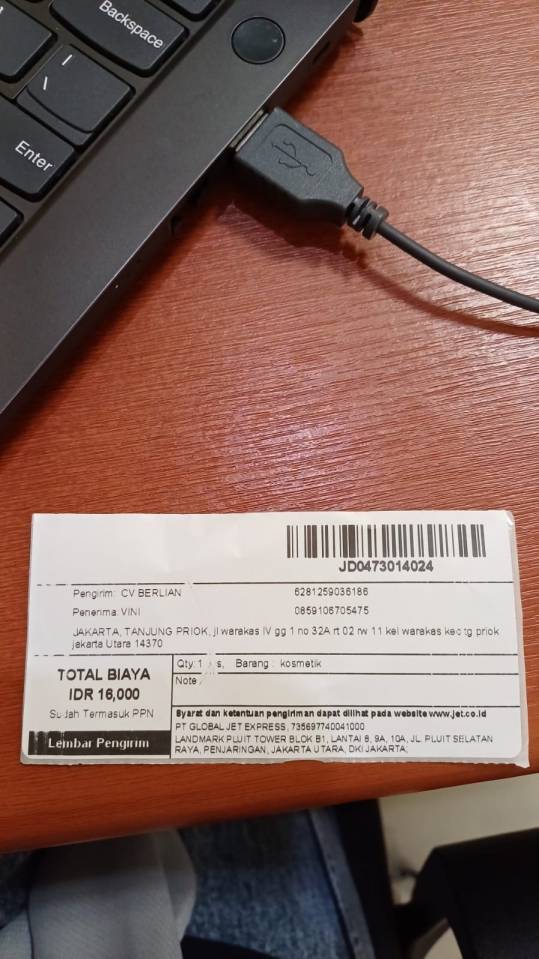 Backspace
|
\
Enter
JD0473014024
Pengirim: CV BERLIAN 6281259036186
Penerima: VINI 0859106705475
JAKARTA, TANJUNG PRIOK, jl warakas IV gg 1 no 32A rt 02 rw 11 kel warakas kec tg priok
jakarta Utara 14370
TOTAL BIAYA
IDR 16,000
Sudah Termasuk PPN
Lembar Pengirim
Qty: 1 Barang : kosmetik
Note
Syarat dan ketentuan pengiriman dapat dilihat pada website www.jet.co.id
PT GLOBAL JET EXPRESS, 735697740041000
LANDMARK PLUIT TOWER BLOK B1, LANTAI 8, 9A, 10A, JL. PLUIT SELATAN
RAYA, PENJARINGAN, JAKARTA UTARA, DKI JAKARTA;